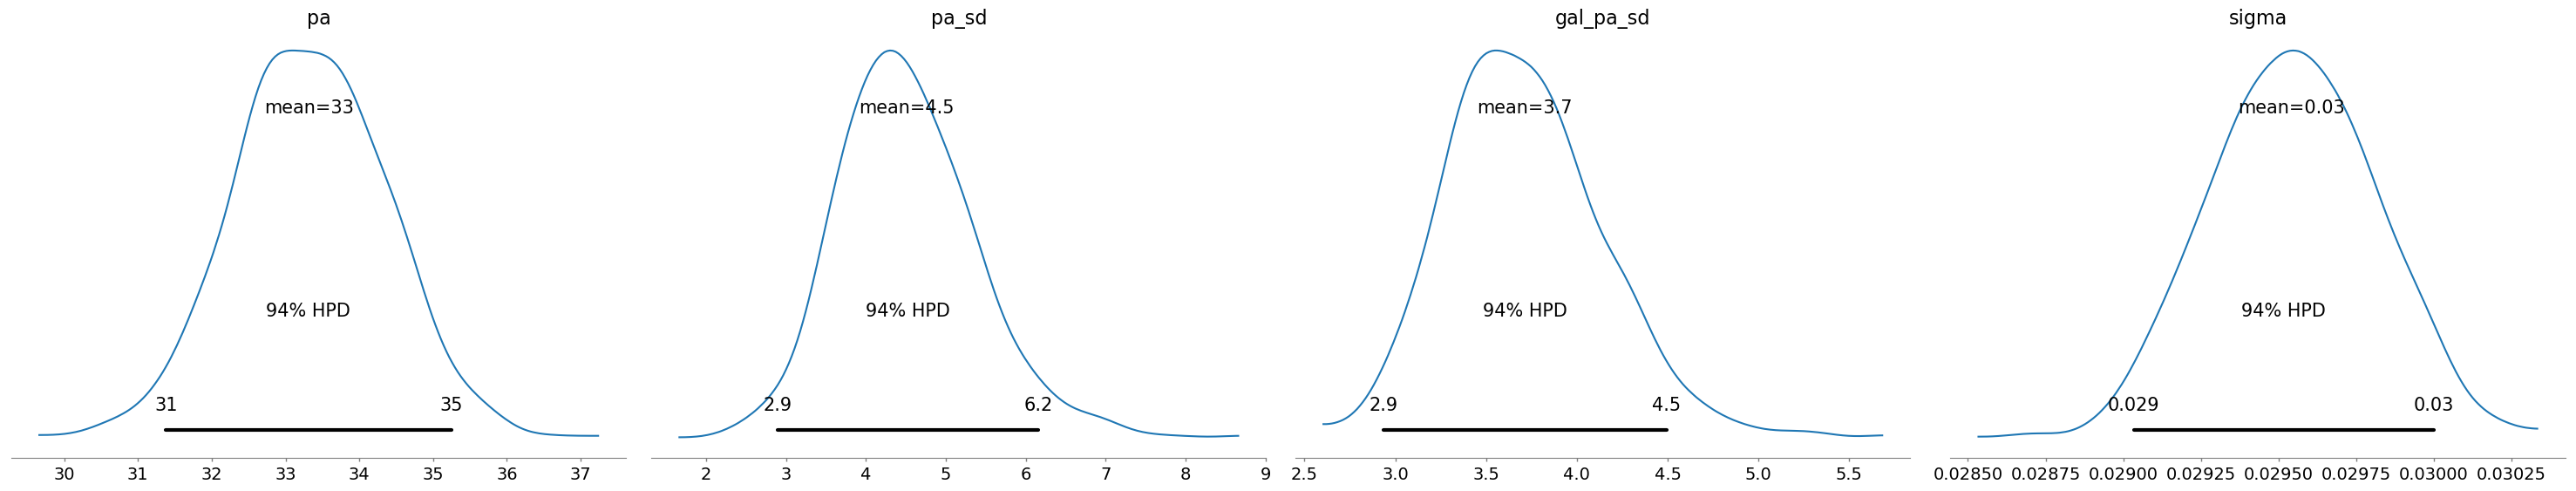 pa
mean=33
94% HPD
31 35
30 31 32 33 34 35 36 37
pa_sd
mean=4.5
94% HPD
2.9 6.2
2 3 4 5 6 7 8 9
gal_pa_sd
mean=3.7
94% HPD
2.9 4.5
2.5 3.0 3.5 4.0 4.5 5.0 5.5
sigma
mean=0.03
94% HPD
0.029 0.03
0.02850 0.02875 0.02900 0.02925 0.02950 0.02975 0.03000 0.03025